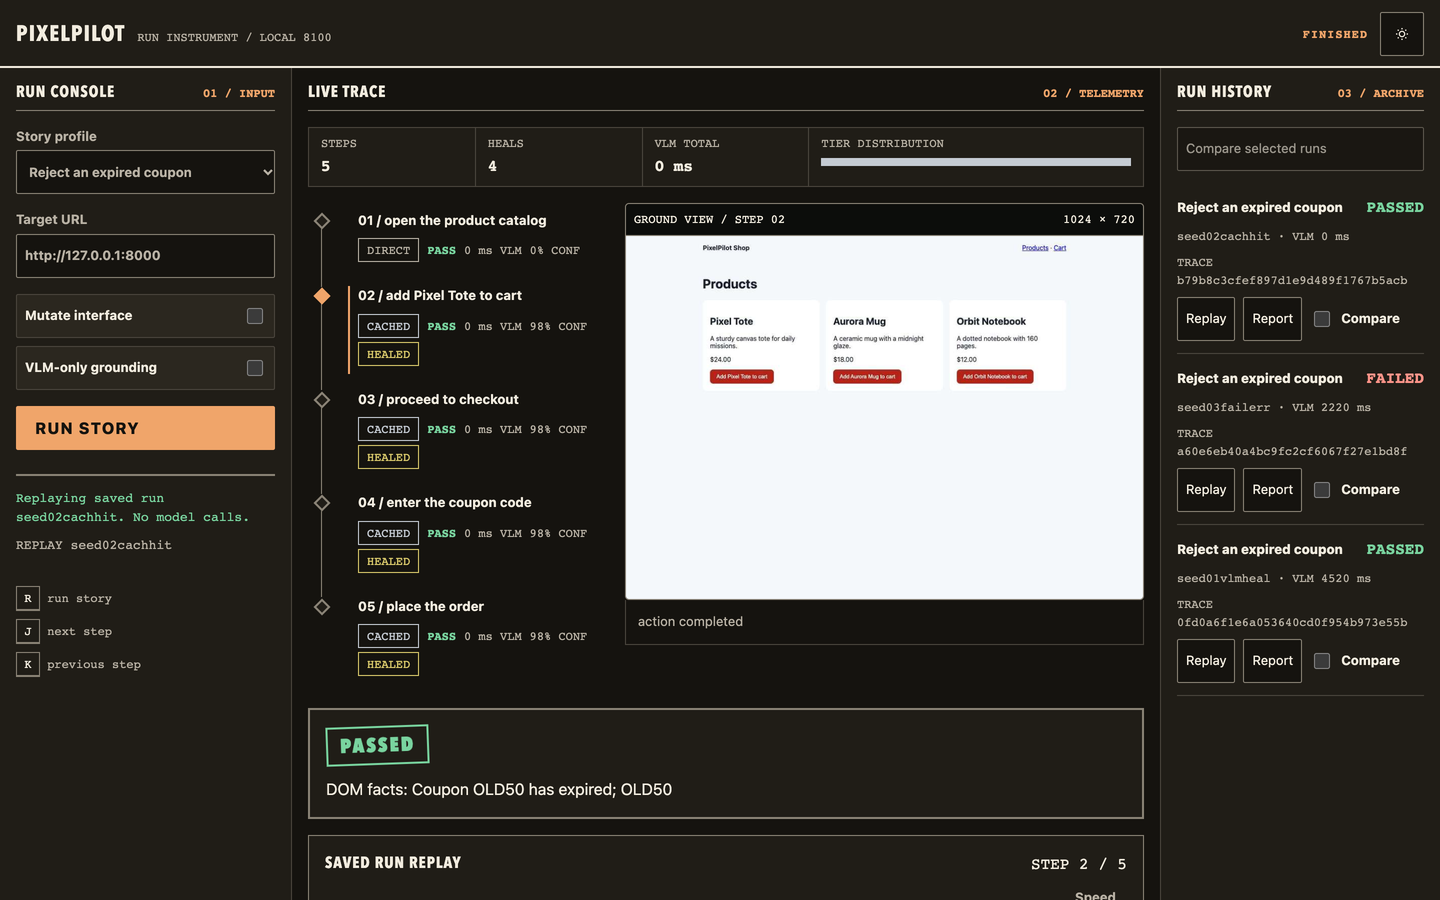 PIXELPILOT RUN INSTRUMENT / LOCAL 8100
FINISHED
RUN CONSOLE 01 / INPUT
Story profile
Reject an expired coupon
Target URL
http://127.0.0.1:8000
Mutate interface
VLM-only grounding
RUN STORY
Replaying saved run
seed02cachhit. No model calls.
REPLAY seed02cachhit
R run story
J next step
K previous step
LIVE TRACE 02 / TELEMETRY
STEPS
5
HEALS
4
VLM TOTAL
0 ms
TIER DISTRIBUTION
01 / open the product catalog
DIRECT PASS 0 ms VLM 0% CONF
02 / add Pixel Tote to cart
CACHED PASS 0 ms VLM 98% CONF
HEALED
03 / proceed to checkout
CACHED PASS 0 ms VLM 98% CONF
HEALED
04 / enter the coupon code
CACHED PASS 0 ms VLM 98% CONF
HEALED
05 / place the order
CACHED PASS 0 ms VLM 98% CONF
HEALED
GROUND VIEW / STEP 02 1024 × 720
PixelPilot Shop Products · Cart
Products
Pixel Tote
A sturdy canvas tote for daily
missions.
$24.00
Add Pixel Tote to cart
Aurora Mug
A ceramic mug with a midnight
glaze.
$18.00
Add Aurora Mug to cart
Orbit Notebook
A dotted notebook with 160
pages.
$12.00
Add Orbit Notebook to cart
action completed
PASSED
DOM facts: Coupon OLD50 has expired; OLD50
SAVED RUN REPLAY STEP 2 / 5
Speed
RUN HISTORY 03 / ARCHIVE
Compare selected runs
Reject an expired coupon PASSED
seed02cachhit · VLM 0 ms
TRACE
b79b8c3cfef897d1e9d489f1767b5acb
Replay Report Compare
Reject an expired coupon FAILED
seed03failerr · VLM 2220 ms
TRACE
a60e6eb40a4bc9fc2cf6067f27e1bd8f
Replay Report Compare
Reject an expired coupon PASSED
seed01vlmheal · VLM 4520 ms
TRACE
0fd0a6f1e6a053640cd0f954b973e55b
Replay Report Compare